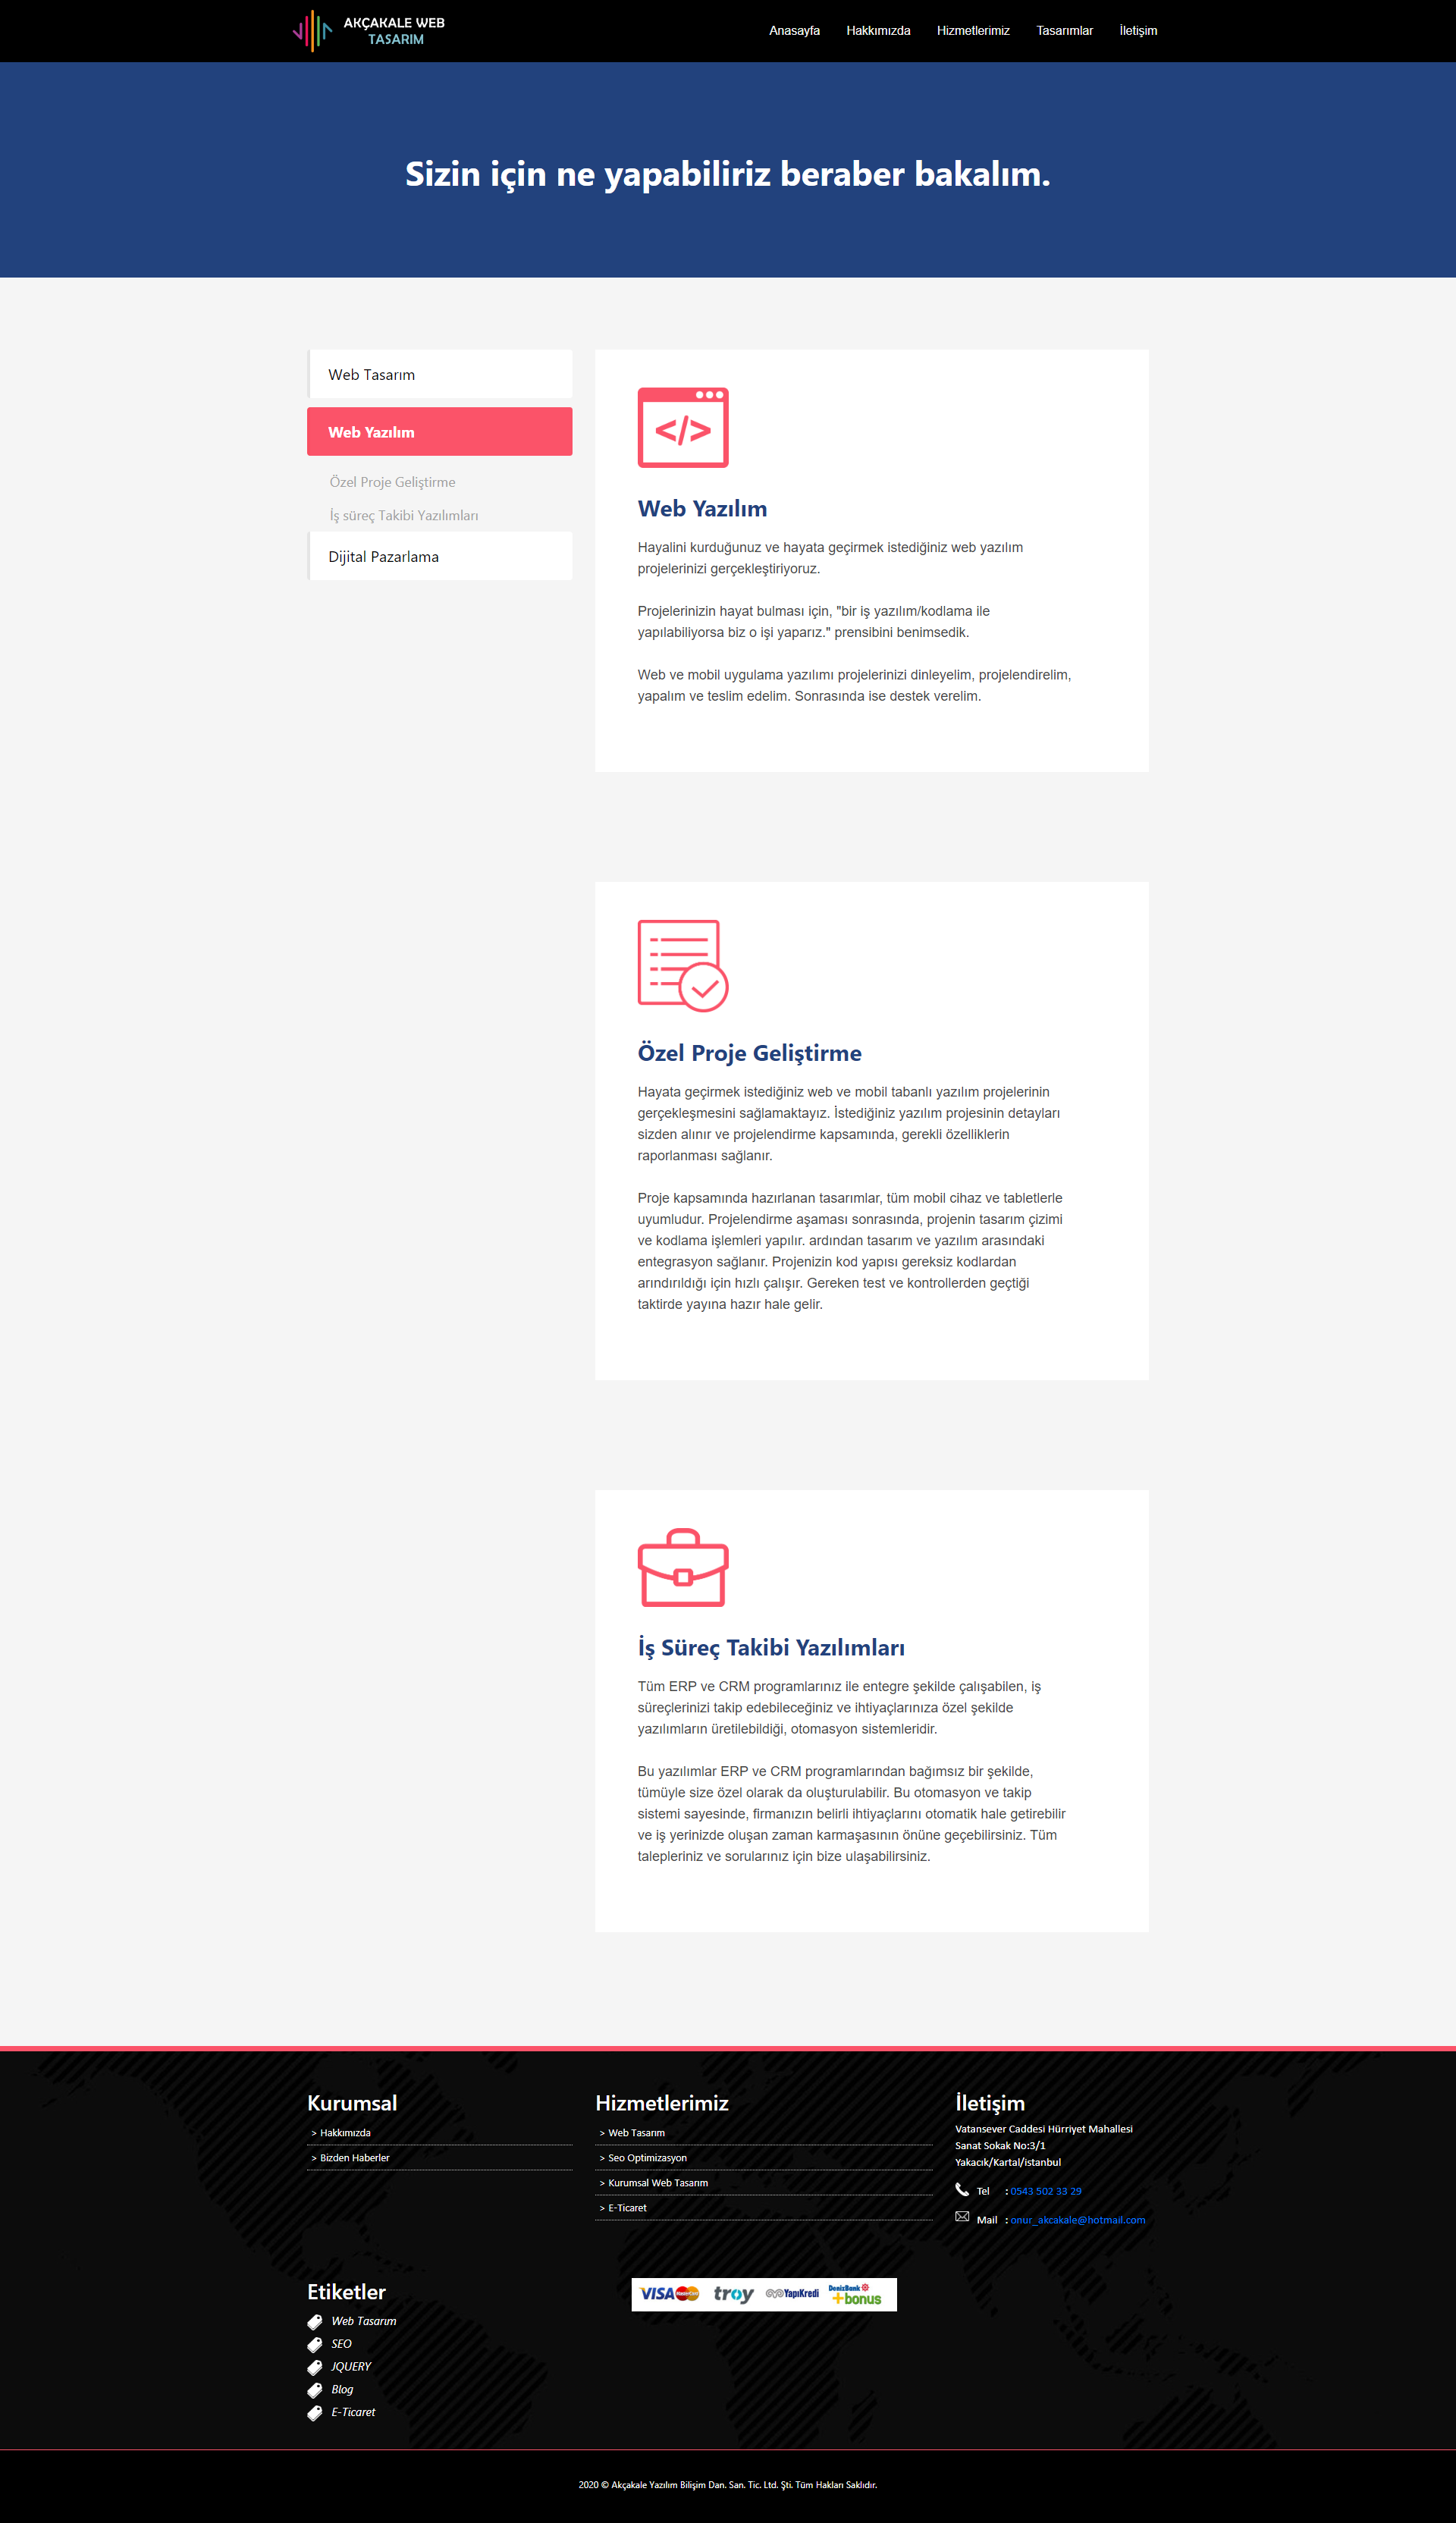 AKÇAKALE WEB
TASARIM
Anasayfa Hakkımızda Hizmetlerimiz Tasarımlar İletişim
Sizin için ne yapabiliriz beraber bakalım.
Web Tasarım
Web Yazılım
Özel Proje Geliştirme
İş süreç Takibi Yazılımları
Dijital Pazarlama
</>
Web Yazılım
Hayalini kurduğunuz ve hayata geçirmek istediğiniz web yazılım
projelerinizi gerçekleştiriyoruz.
Projelerinizin hayat bulması için, "bir iş yazılım/kodlama ile
yapılabiliyorsa biz o işi yaparız." prensibini benimsedik.
Web ve mobil uygulama yazılımı projelerinizi dinleyelim, projelendirelim,
yapalım ve teslim edelim. Sonrasında ise destek verelim.
Özel Proje Geliştirme
Hayata geçirmek istediğiniz web ve mobil tabanlı yazılım projelerinin
gerçekleşmesini sağlamaktayız. İstediğiniz yazılım projesinin detayları
sizden alınır ve projelendirme kapsamında, gerekli özelliklerin
raporlanması sağlanır.
Proje kapsamında hazırlanan tasarımlar, tüm mobil cihaz ve tabletlerle
uyumludur. Projelendirme aşaması sonrasında, projenin tasarım çizimi
ve kodlama işlemleri yapılır. ardından tasarım ve yazılım arasındaki
entegrasyon sağlanır. Projenizin kod yapısı gereksiz kodlardan
arındırıldığı için hızlı çalışır. Gereken test ve kontrollerden geçtiği
taktirde yayına hazır hale gelir.
İş Süreç Takibi Yazılımları
Tüm ERP ve CRM programlarınız ile entegre şekilde çalışabilen, iş
süreçlerinizi takip edebileceğiniz ve ihtiyaçlarınıza özel şekilde
yazılımların üretilebildiği, otomasyon sistemleridir.
Bu yazılımlar ERP ve CRM programlarından bağımsız bir şekilde,
tümüyle size özel olarak da oluşturulabilir. Bu otomasyon ve takip
sistemi sayesinde, firmanızın belirli ihtiyaçlarını otomatik hale getirebilir
ve iş yerinizde oluşan zaman karmaşasının önüne geçebilirsiniz. Tüm
talepleriniz ve sorularınız için bize ulaşabilirsiniz.
Kurumsal
> Hakkımızda
> Bizden Haberler
Hizmetlerimiz
> Web Tasarım
> Seo Optimizasyon
> Kurumsal Web Tasarım
> E-Ticaret
İletişim
Vatansever Caddesi Hürriyet Mahallesi
Sanat Sokak No:3/1
Yakacık/Kartal/istanbul
Tel : 0543 502 33 29
Mail : onur_akcakale@hotmail.com
Etiketler
Web Tasarım
SEO
JQUERY
Blog
E-Ticaret
VISA MasterCard troy YapıKredi DenizBank +bonus
2020 © Akçakale Yazılım Bilişim Dan. San. Tic. Ltd. Şti. Tüm Hakları Saklıdır.